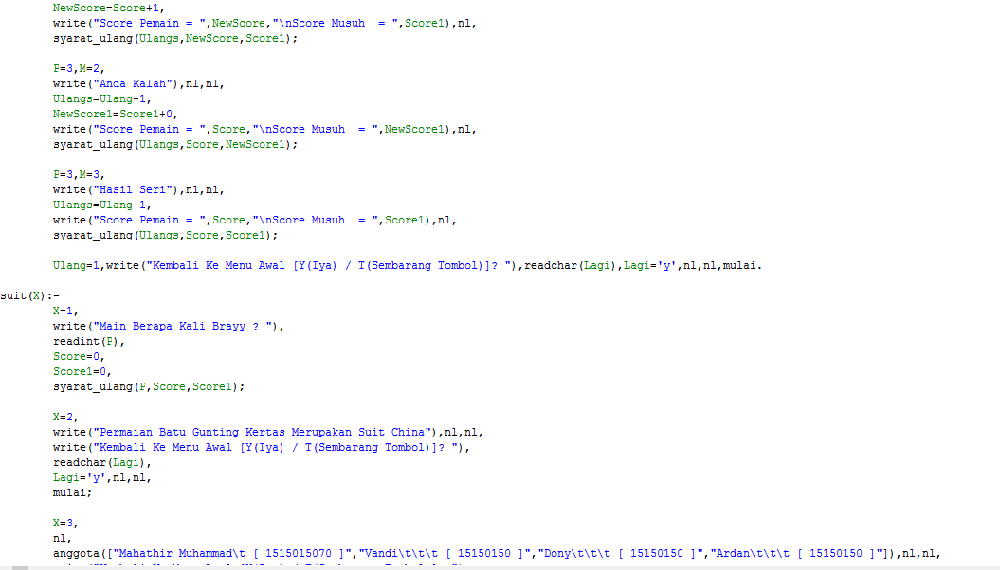 NewScore=Score+1,
write("Score Pemain = ",NewScore,"\nScore Musuh  = ",Score1),nl,
syarat_ulang(Ulangs,NewScore,Score1);
P=3,M=2,
write("Anda Kalah"),nl,nl,
Ulangs=Ulang-1,
NewScore1=Score1+0,
write("Score Pemain = ",Score,"\nScore Musuh  = ",NewScore1),nl,
syarat_ulang(Ulangs,Score,NewScore1);
P=3,M=3,
write("Hasil Seri"),nl,nl,
Ulangs=Ulang-1,
write("Score Pemain = ",Score,"\nScore Musuh  = ",Score1),nl,
syarat_ulang(Ulangs,Score,Score1);
Ulang=1,write("Kembali Ke Menu Awal [Y(Iya) / T(Sembarang Tombol)]? "),readchar(Lagi),Lagi='y',nl,nl,mulai.
suit(X):-
X=1,
write("Main Berapa Kali Brayy ? "),
readint(P),
Score=0,
Score1=0,
syarat_ulang(P,Score,Score1);
X=2,
write("Permaian Batu Gunting Kertas Merupakan Suit China"),nl,nl,
write("Kembali Ke Menu Awal [Y(Iya) / T(Sembarang Tombol)]? "),
readchar(Lagi),
Lagi='y',nl,nl,
mulai;
X=3,
nl,
anggota(["Mahathir Muhammad\t [ 1515015070 ]","Vandi\t\t\t [ 15150150 ]","Dony\t\t\t [ 15150150 ]","Ardan\t\t\t [ 15150150 ]"]),nl,nl,